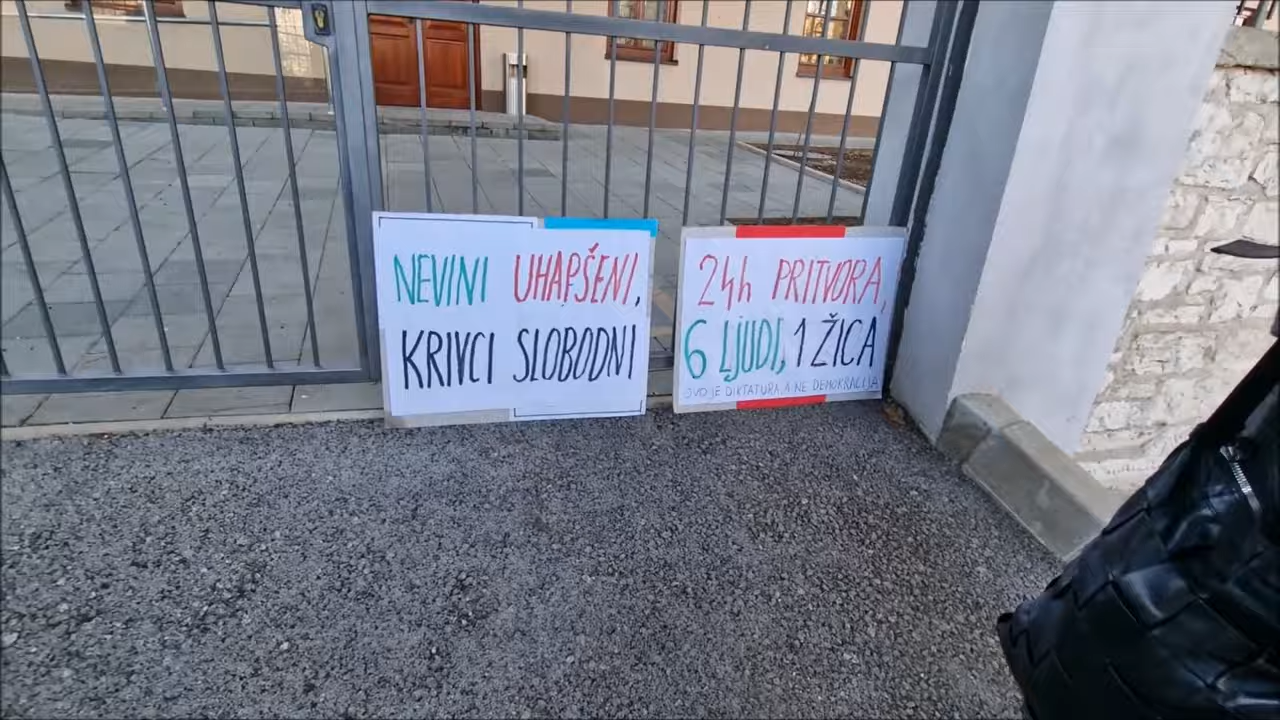 NEVINI UHAPŠENI,
KRIVCI SLOBODNI
24h PRITVORA,
6 LJUDI, 1 ŽICA
OVO JE DIKTATURA, A NE DEMOKRACIJA